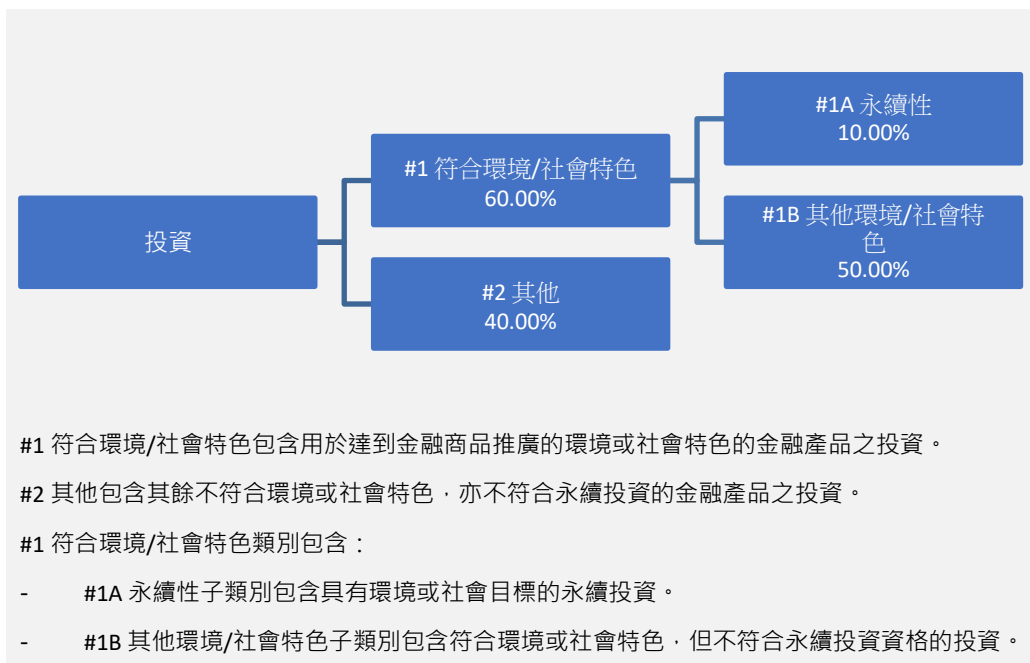 #1A 永續性
10.00%
#1 符合環境/社會特色
60.00%
#1B 其他環境/社會特
色
50.00%
投資
#2 其他
40.00%
#1 符合環境/社會特色包含用於達到金融商品推廣的環境或社會特色的金融產品之投資。
#2 其他包含其餘不符合環境或社會特色，亦不符合永續投資的金融產品之投資。
#1 符合環境/社會特色類別包含：
- #1A 永續性子類別包含具有環境或社會目標的永續投資。
- #1B 其他環境/社會特色子類別包含符合環境或社會特色，但不符合永續投資資格的投資。